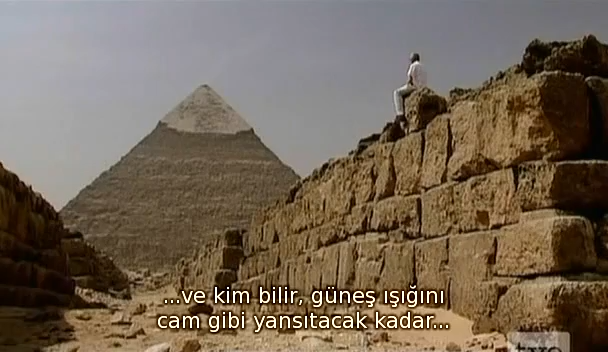 ...ve kim bilir, güneş ışığını
cam gibi yansıtacak kadar...